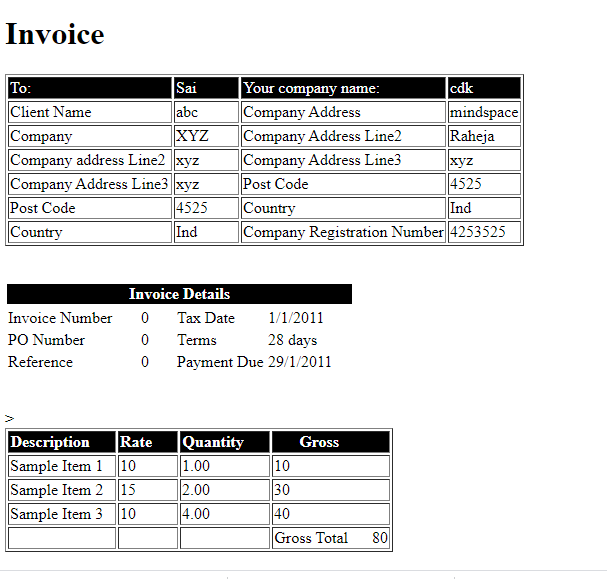 Invoice
To: Sai Your company name: cdk
Client Name abc Company Address mindspace
Company XYZ Company Address Line2 Raheja
Company address Line2 xyz Company Address Line3 xyz
Company Address Line3 xyz Post Code 4525
Post Code 4525 Country Ind
Country Ind Company Registration Number 4253525
Invoice Details
Invoice Number 0 Tax Date 1/1/2011
PO Number 0 Terms 28 days
Reference 0 Payment Due 29/1/2011
>
Description Rate Quantity Gross
Sample Item 1 10 1.00 10
Sample Item 2 15 2.00 30
Sample Item 3 10 4.00 40
Gross Total 80